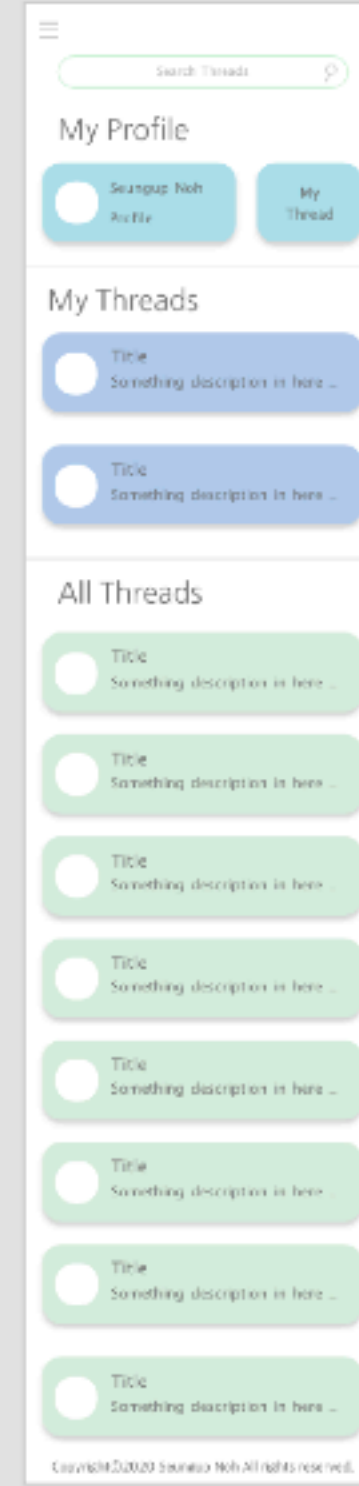 Search Threads
My Profile
Seungup Noh
Profile
My
Thread
My Threads
Title
Something description in here ...
Title
Something description in here ...
All Threads
Title
Something description in here ...
Title
Something description in here ...
Title
Something description in here ...
Title
Something description in here ...
Title
Something description in here ...
Title
Something description in here ...
Title
Something description in here ...
Title
Something description in here ...
Copyright©2020 Seungup Noh All rights reserved.